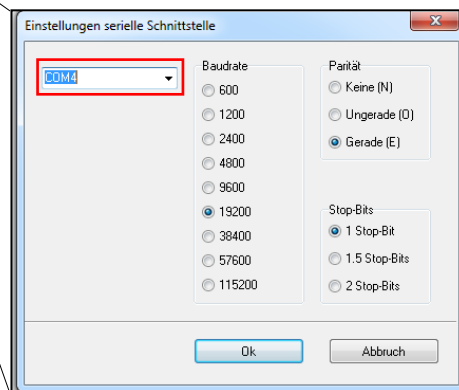 Einstellungen serielle Schnittstelle
COM4
Baudrate
600
1200
2400
4800
9600
19200
38400
57600
115200
Parität
Keine (N)
Ungerade (O)
Gerade (E)
Stop-Bits
1 Stop-Bit
1.5 Stop-Bits
2 Stop-Bits
Ok
Abbruch